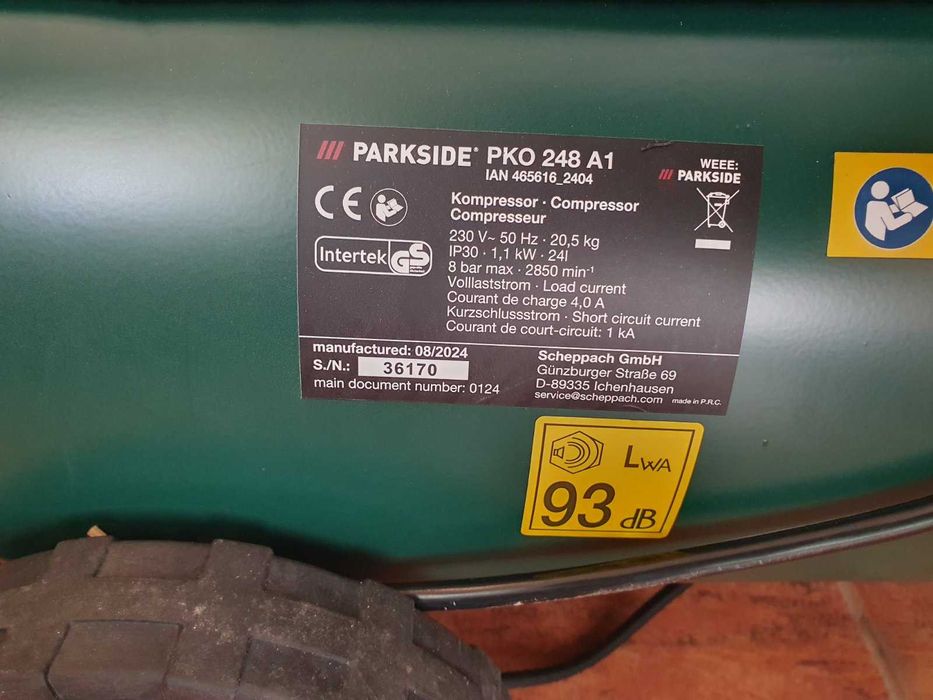 /// PARKSIDE® PKO 248 A1
IAN 465616_2404
WEEE:
/// PARKSIDE
CE
Intertek GS
Kompressor · Compressor
Compresseur
230 V~ 50 Hz · 20,5 kg
IP30 · 1,1 kW · 24l
8 bar max · 2850 min⁻¹
Volllaststrom · Load current
Courant de charge 4,0 A
Kurzschlussstrom · Short circuit current
Courant de court-circuit: 1 kA
manufactured: 08/2024
S./N.: 36170
main document number: 0124
Scheppach GmbH
Günzburger Straße 69
D-89335 Ichenhausen
service@scheppach.com
made in P.R.C.
LWA
93 dB